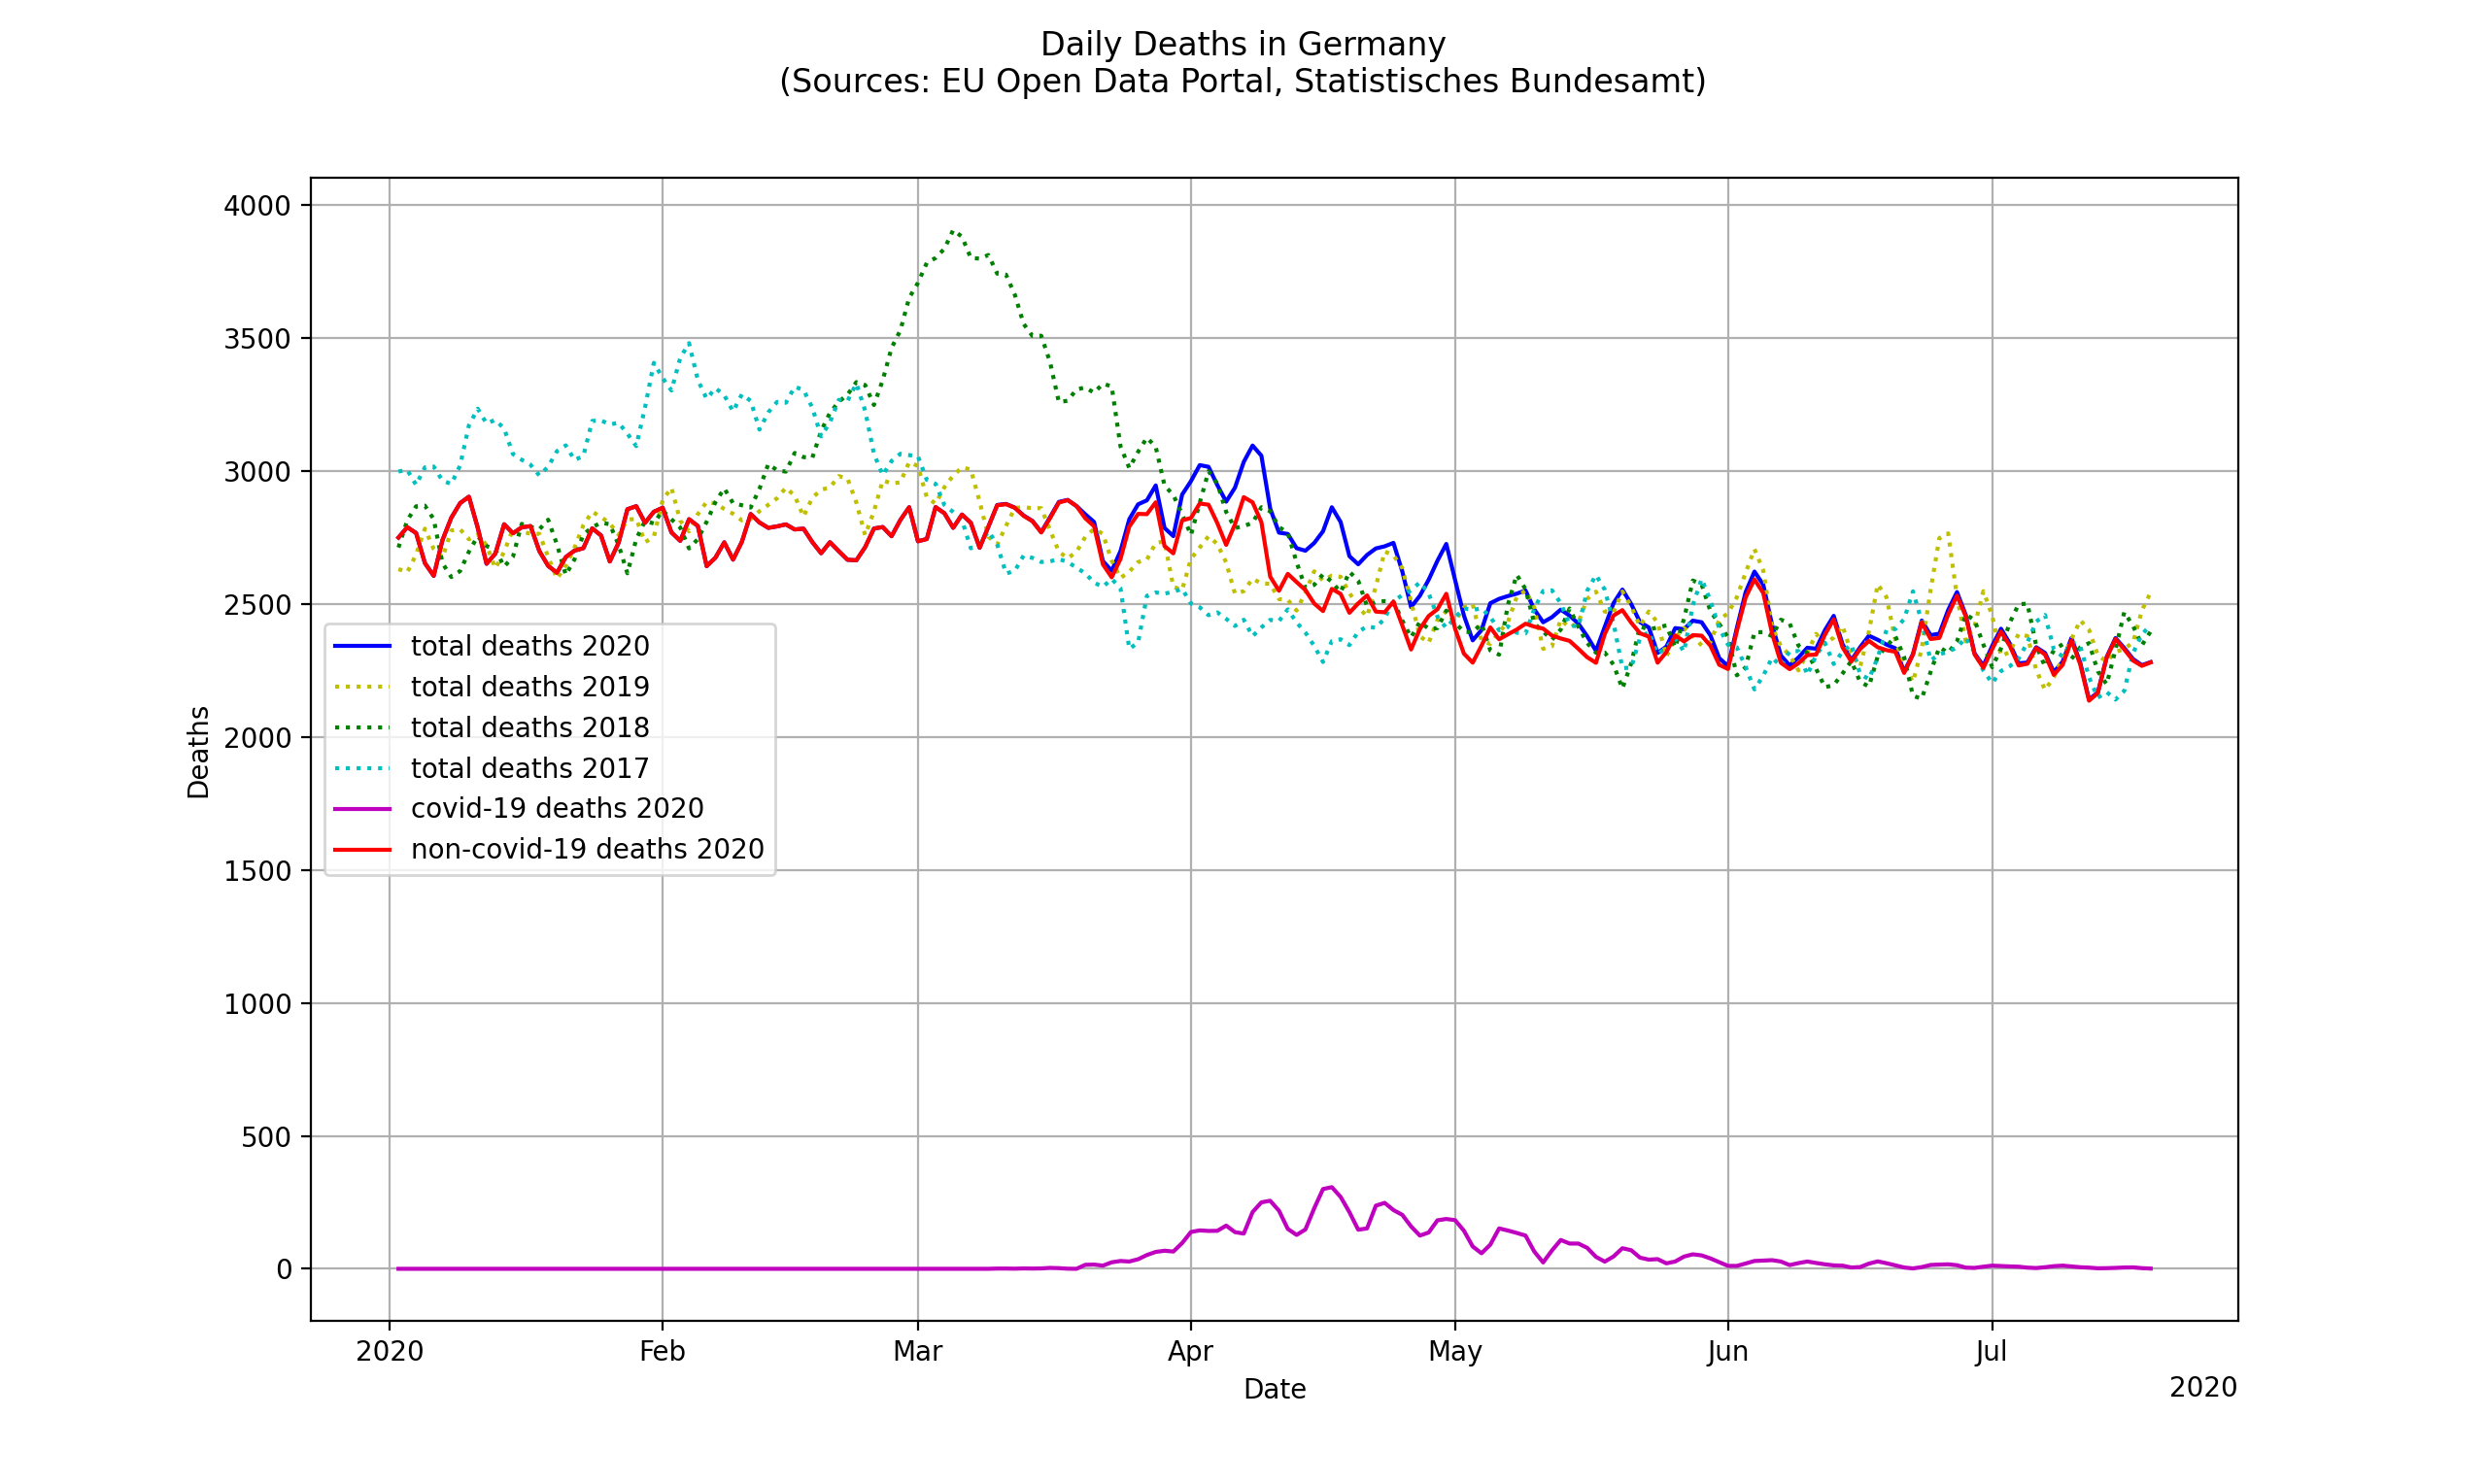 Daily Deaths in Germany
(Sources: EU Open Data Portal, Statistisches Bundesamt)
4000
3500
3000
2500
2000
1500
1000
500
0
Deaths
total deaths 2020
total deaths 2019
total deaths 2018
total deaths 2017
covid-19 deaths 2020
non-covid-19 deaths 2020
2020 Feb Mar Apr May Jun Jul
Date
2020